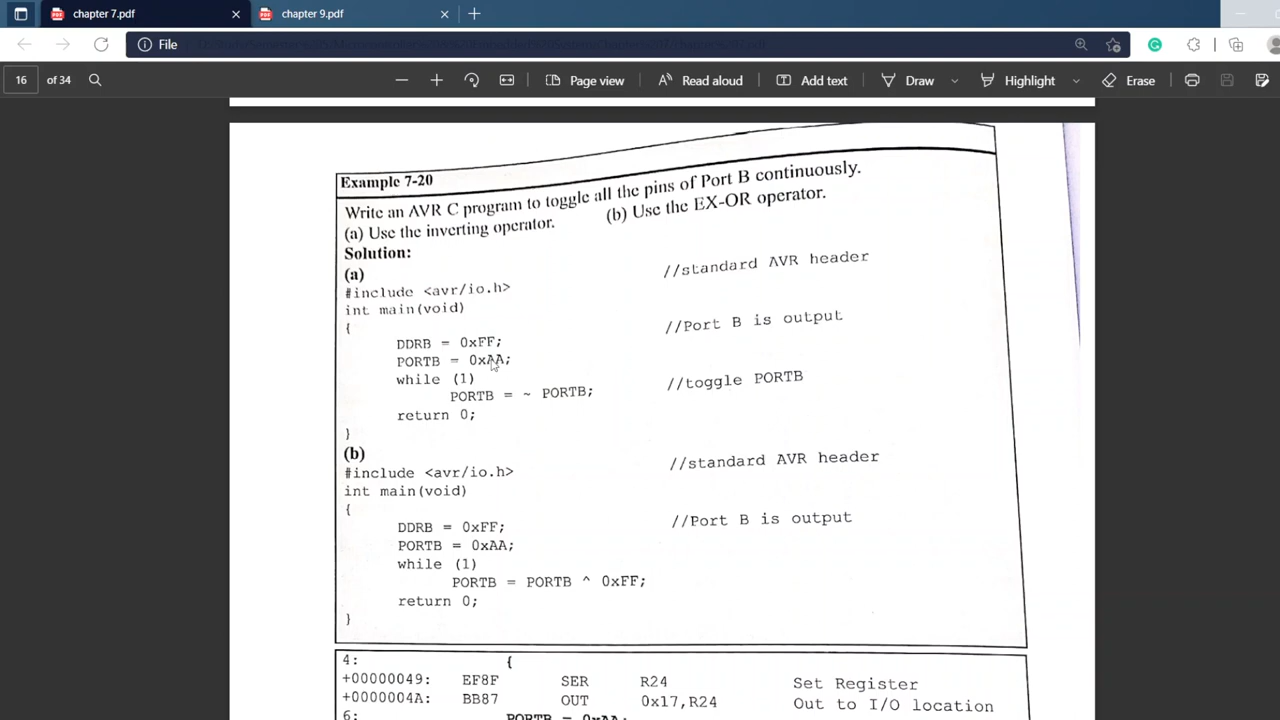 chapter 7.pdf
chapter 9.pdf
File
16 of 34
Page view
Read aloud
Add text
Draw
Highlight
Erase
Example 7-20
Write an AVR C program to toggle all the pins of Port B continuously.
(a) Use the inverting operator. (b) Use the EX-OR operator.
Solution:
(a)
#include <avr/io.h> //standard AVR header
int main(void)
{
DDRB = 0xFF; //Port B is output
PORTB = 0xAA;
while (1)
PORTB = ~ PORTB; //toggle PORTB
return 0;
}
(b)
#include <avr/io.h> //standard AVR header
int main(void)
{
DDRB = 0xFF; //Port B is output
PORTB = 0xAA;
while (1)
PORTB = PORTB ^ 0xFF;
return 0;
}
4: {
+00000049: EF8F SER R24 Set Register
+0000004A: BB87 OUT 0x17,R24 Out to I/O location
6: PORTB = 0xAA;